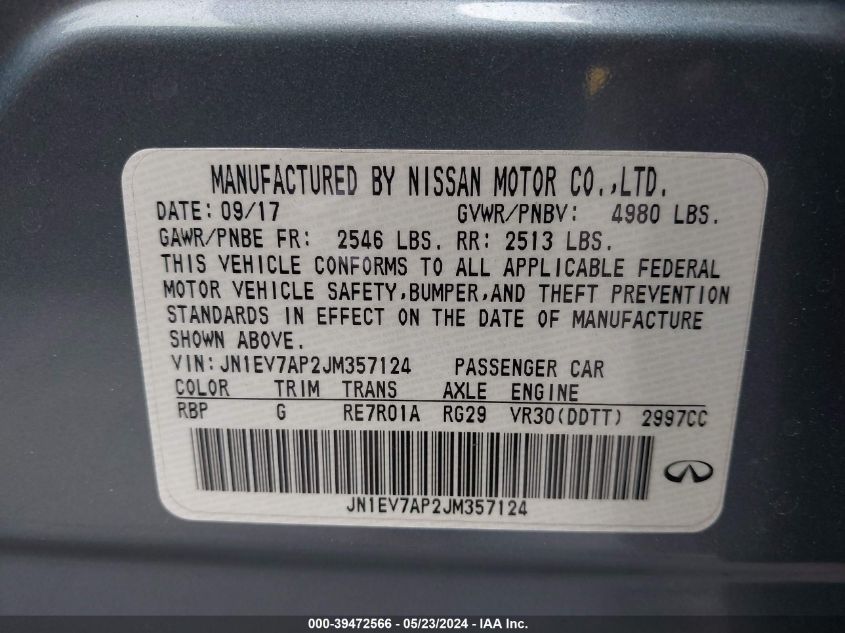 MANUFACTURED BY NISSAN MOTOR CO.,LTD.
DATE: 09/17 GVWR/PNBV: 4980 LBS.
GAWR/PNBE FR: 2546 LBS. RR: 2513 LBS.
THIS VEHICLE CONFORMS TO ALL APPLICABLE FEDERAL
MOTOR VEHICLE SAFETY,BUMPER,AND THEFT PREVENTION
STANDARDS IN EFFECT ON THE DATE OF MANUFACTURE
SHOWN ABOVE.
VIN:JN1EV7AP2JM357124 PASSENGER CAR
COLOR TRIM TRANS AXLE ENGINE
RBP G RE7R01A RG29 VR30(DDTT) 2997CC
JN1EV7AP2JM357124
000-39472566 - 05/23/2024 - IAA Inc.